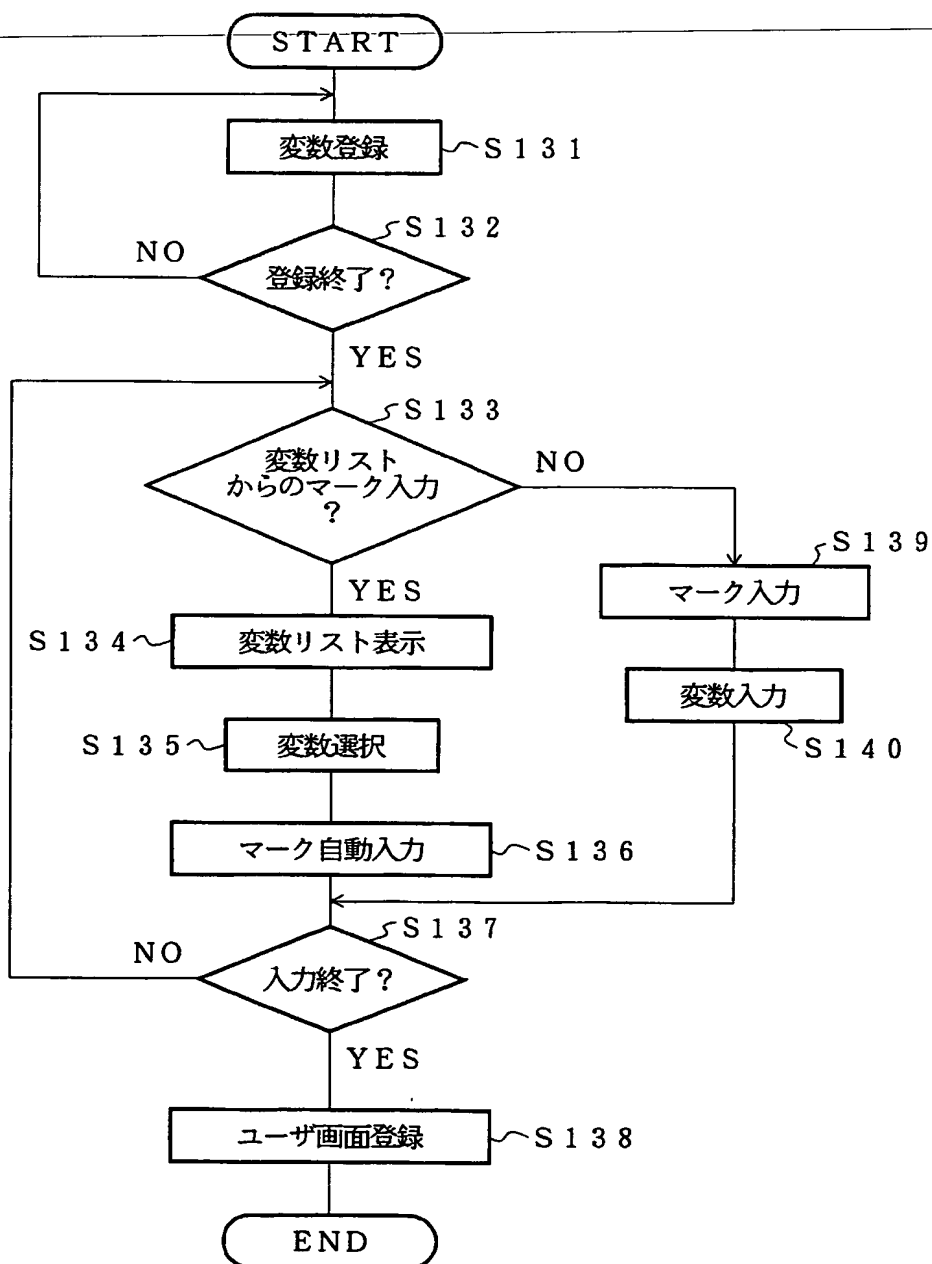 START
変数登録
S131
S132
NO
登録終了?
YES
S133
変数リスト
からのマーク入力
?
NO
S139
マーク入力
YES
S134
変数リスト表示
変数入力
S140
S135
変数選択
マーク自動入力
S136
S137
NO
入力終了?
YES
ユーザ画面登録
S138
END